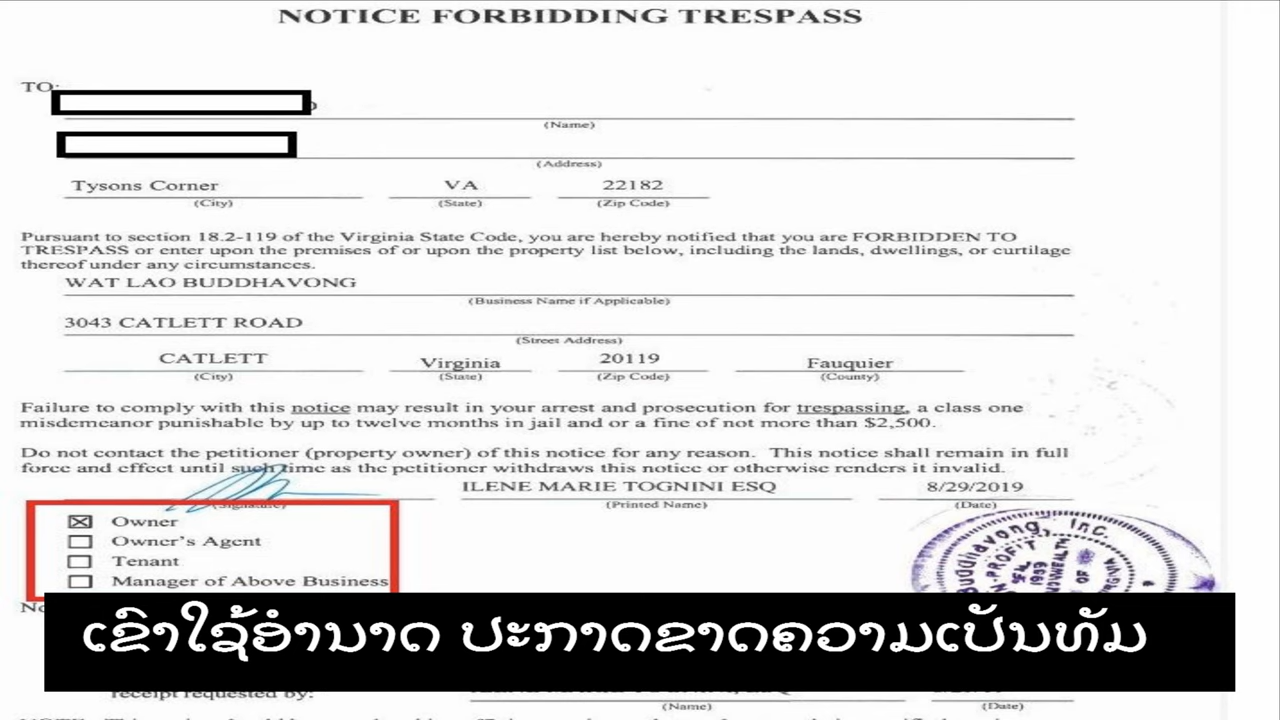 NOTICE FORBIDDING TRESPASS
TO:
(Name)
(Address)
Tysons Corner VA 22182
(City) (State) (Zip Code)
Pursuant to section 18.2-119 of the Virginia State Code, you are hereby notified that you are FORBIDDEN TO
TRESPASS or enter upon the premises of or upon the property list below, including the lands, dwellings, or curtilage
thereof under any circumstances.
WAT LAO BUDDHAVONG
(Business Name if Applicable)
3043 CATLETT ROAD
(Street Address)
CATLETT Virginia 20119 Fauquier
(City) (State) (Zip Code) (County)
Failure to comply with this notice may result in your arrest and prosecution for trespassing, a class one
misdemeanor punishable by up to twelve months in jail and or a fine of not more than $2,500.
Do not contact the petitioner (property owner) of this notice for any reason. This notice shall remain in full
force and effect until such time as the petitioner withdraws this notice or otherwise renders it invalid.
ILENE MARIE TOGNINI ESQ 8/29/2019
(Signature) (Printed Name) (Date)
☒ Owner
☐ Owner's Agent
☐ Tenant
☐ Manager of Above Business
Buddhavong, Inc.
NON-PROFIT
SEAL
1989
ເຂົາໃຊ້ອຳນາດ ປະກາດຂາດຄວາມເປັນທັມ
receipt requested by:
(Name) (Date)